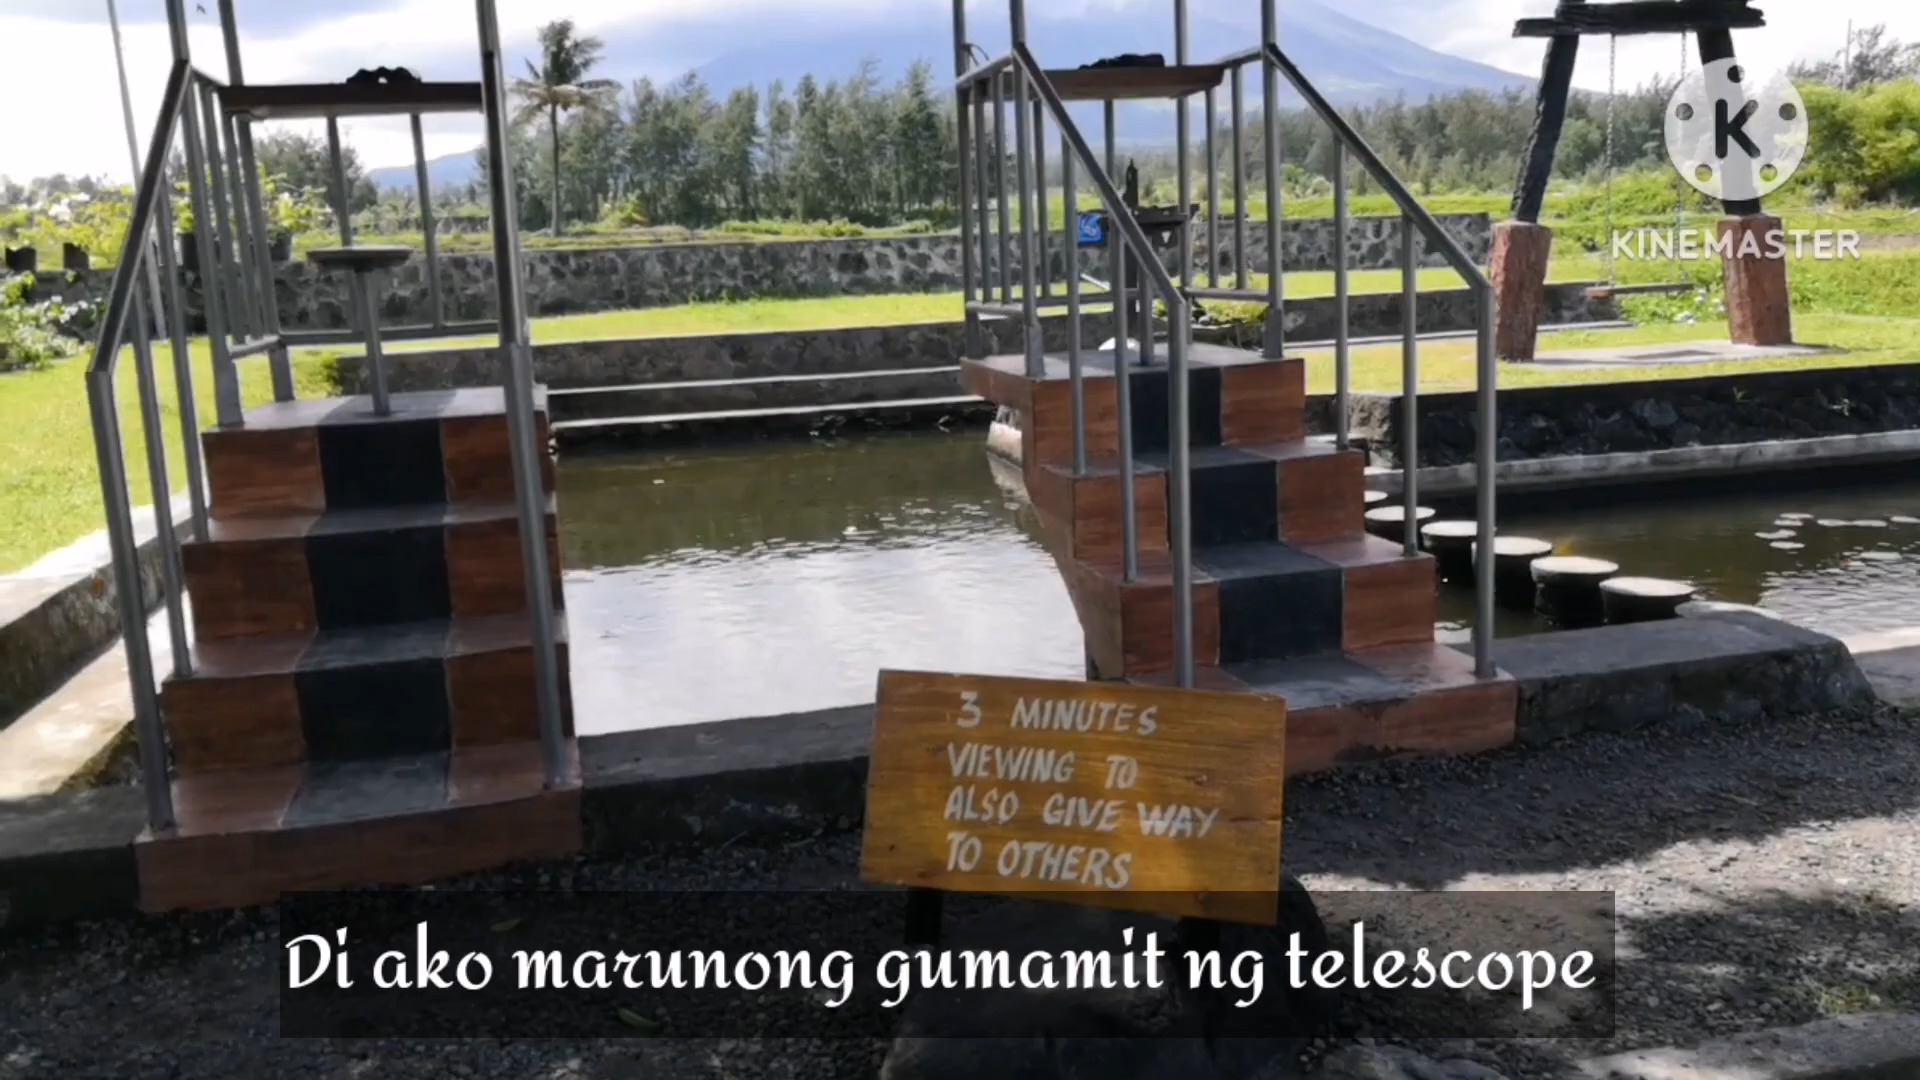 K
KINEMASTER
3 MINUTES
VIEWING TO
ALSO GIVE WAY
TO OTHERS
Di ako marunong gumamit ng telescope